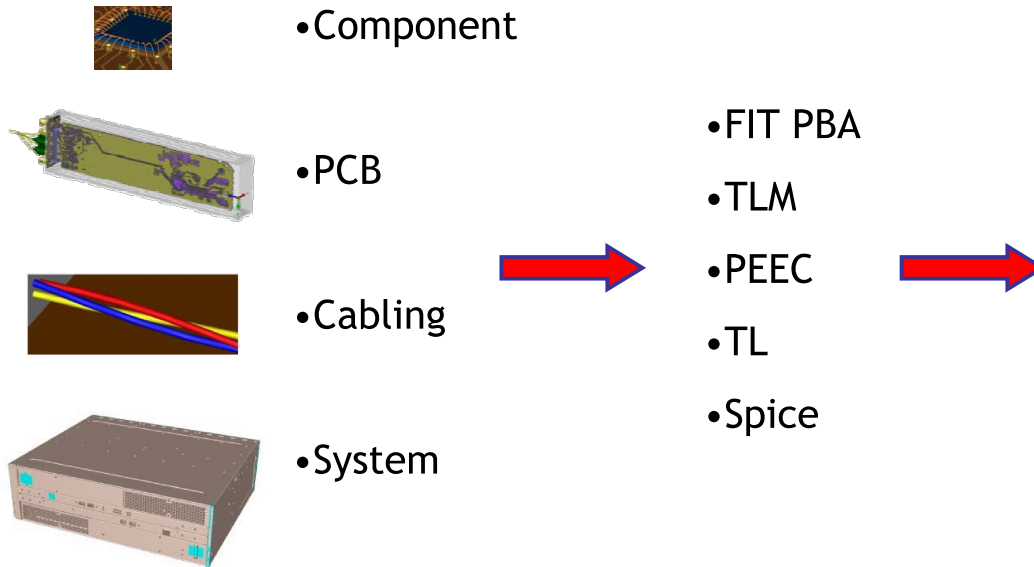 •Component
•PCB
•Cabling
•System
•FIT PBA
•TLM
•PEEC
•TL
•Spice